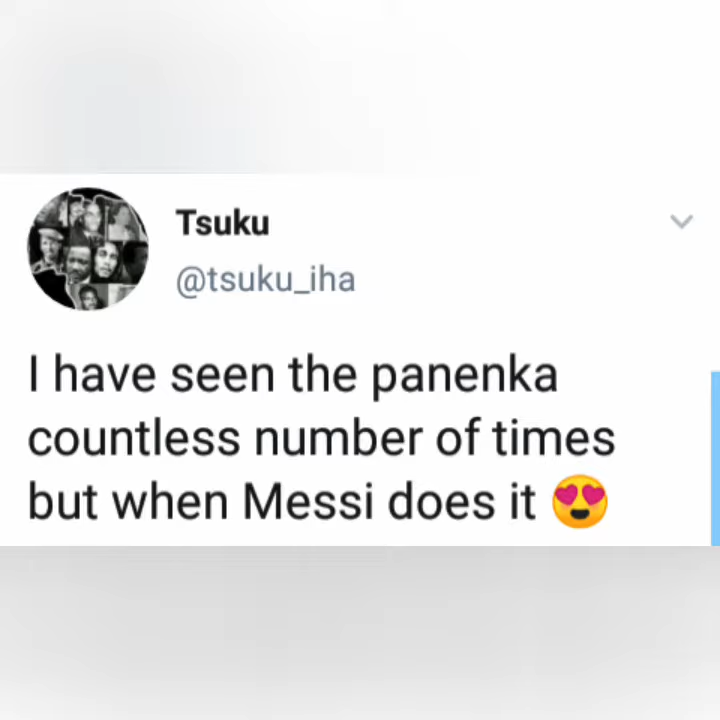 Tsuku
@tsuku_iha
I have seen the panenka
countless number of times
but when Messi does it 😍